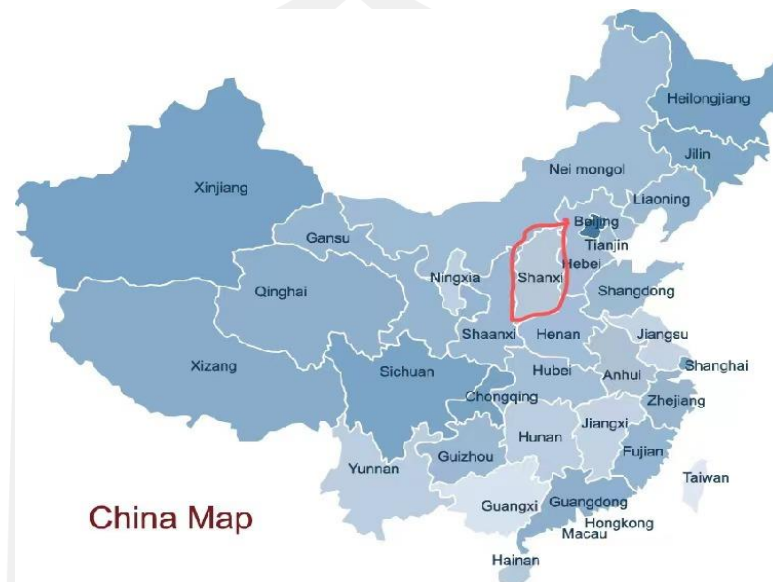 Heilongjiang
Jilin
Nei mongol
Liaoning
Xinjiang
Beijing
Gansu
Tianjin
Hebei
Ningxia
Shanxi
Qinghai
Shangdong
Shaanxi
Henan
Jiangsu
Xizang
Sichuan
Hubei
Anhui
Shanghai
Chongqing
Zhejiang
Jiangxi
Hunan
Guizhou
Fujian
Yunnan
Taiwan
Guangxi
Guangdong
Hongkong
Macau
Hainan
China Map